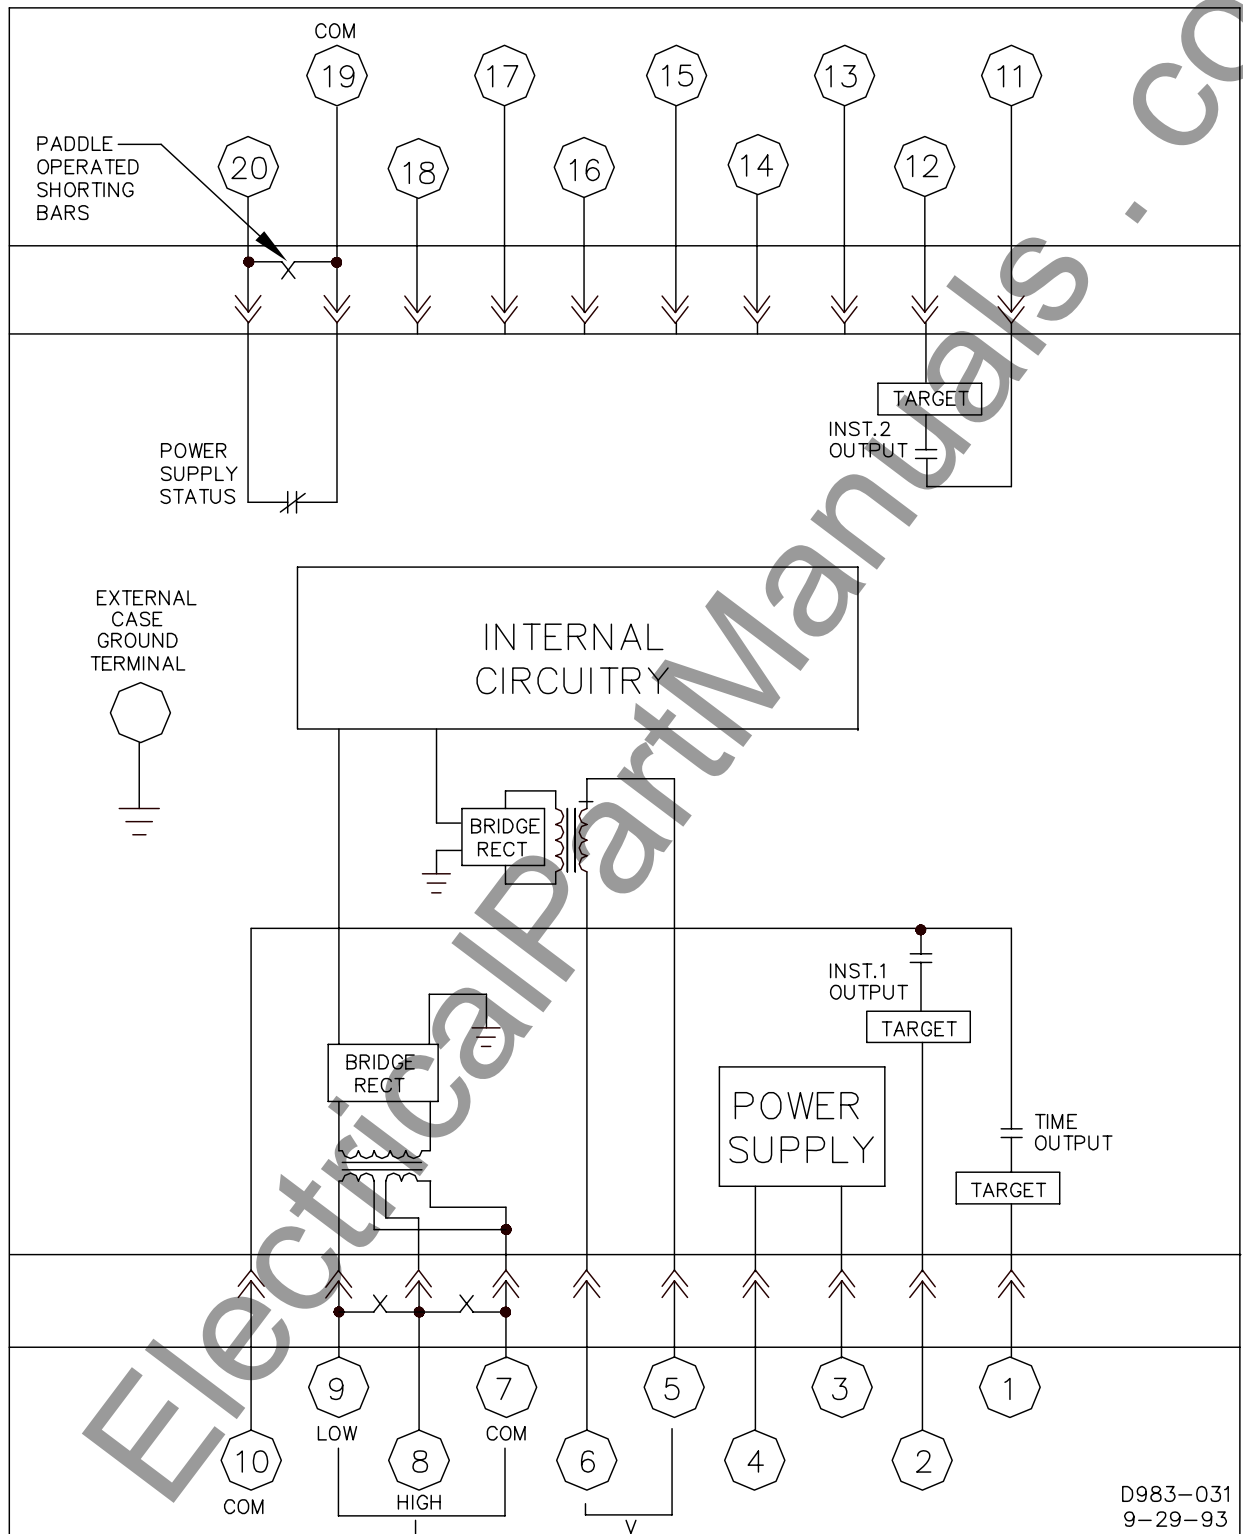 COM
19
17
15
13
11
PADDLE
OPERATED
SHORTING
BARS
20
18
16
14
12
TARGET
INST.2
OUTPUT
POWER
SUPPLY
STATUS
EXTERNAL
CASE
GROUND
TERMINAL
INTERNAL
CIRCUITRY
BRIDGE
RECT
INST.1
OUTPUT
TARGET
BRIDGE
RECT
POWER
SUPPLY
TIME
OUTPUT
TARGET
9
7
5
3
1
LOW
COM
10
8
6
4
2
COM
HIGH
I
V
D983-031
9-29-93
ElectricalPartManuals . co